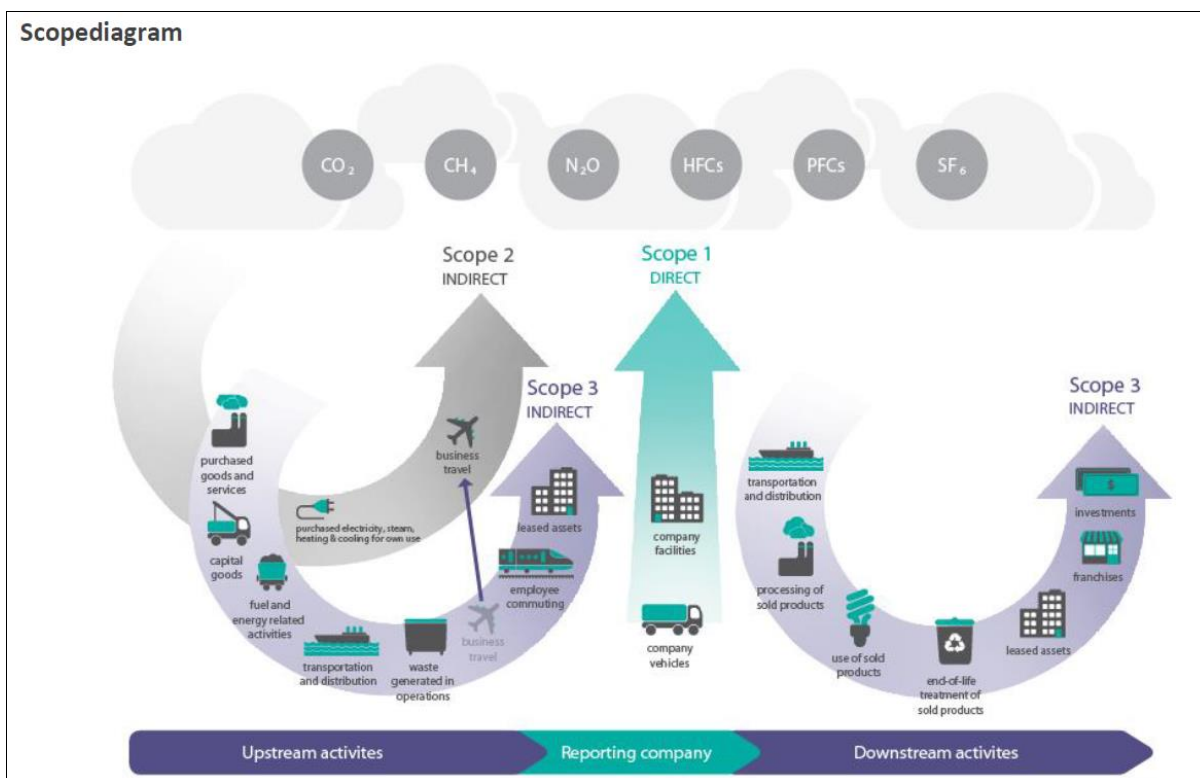 Scopediagram
CO₂
CH₄
N₂O
HFCs
PFCs
SF₆
Scope 2
INDIRECT
Scope 1
DIRECT
Scope 3
INDIRECT
Scope 3
INDIRECT
purchased
goods and
services
capital
goods
fuel and
energy related
activities
transportation
and distribution
waste
generated in
operations
business
travel
purchased electricity, steam,
heating & cooling for own use
business
travel
leased assets
employee
commuting
company
facilities
company
vehicles
transportation
and distribution
processing of
sold products
use of sold
products
end-of-life
treatment of
sold products
leased assets
franchises
$
investments
Upstream activites
Reporting company
Downstream activites